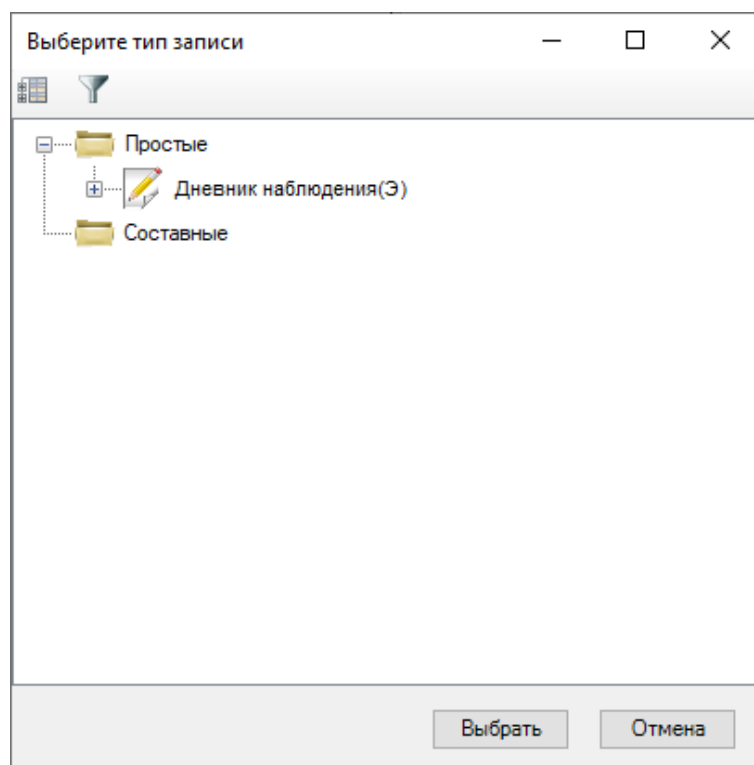 Выберите тип записи
Простые
Дневник наблюдения(Э)
Составные
Выбрать Отмена